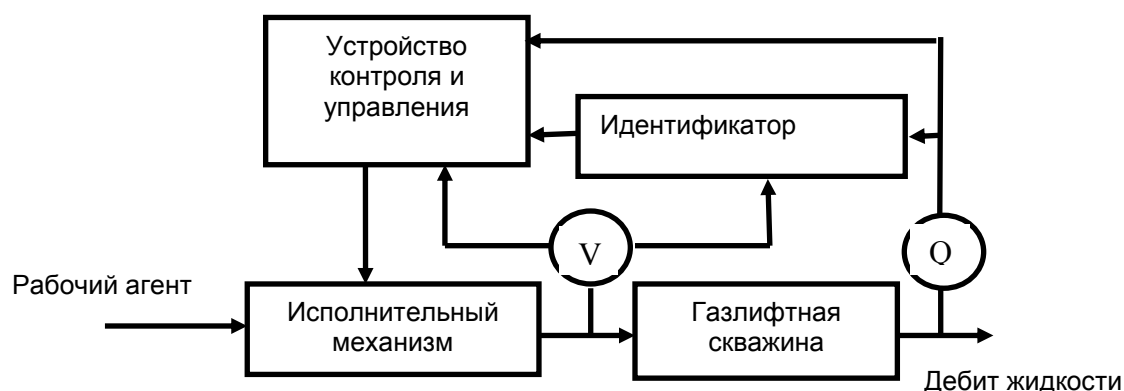 Устройство
контроля и
управления
Идентификатор
V
Q
Рабочий агент
Исполнительный
механизм
Газлифтная
скважина
Дебит жидкости